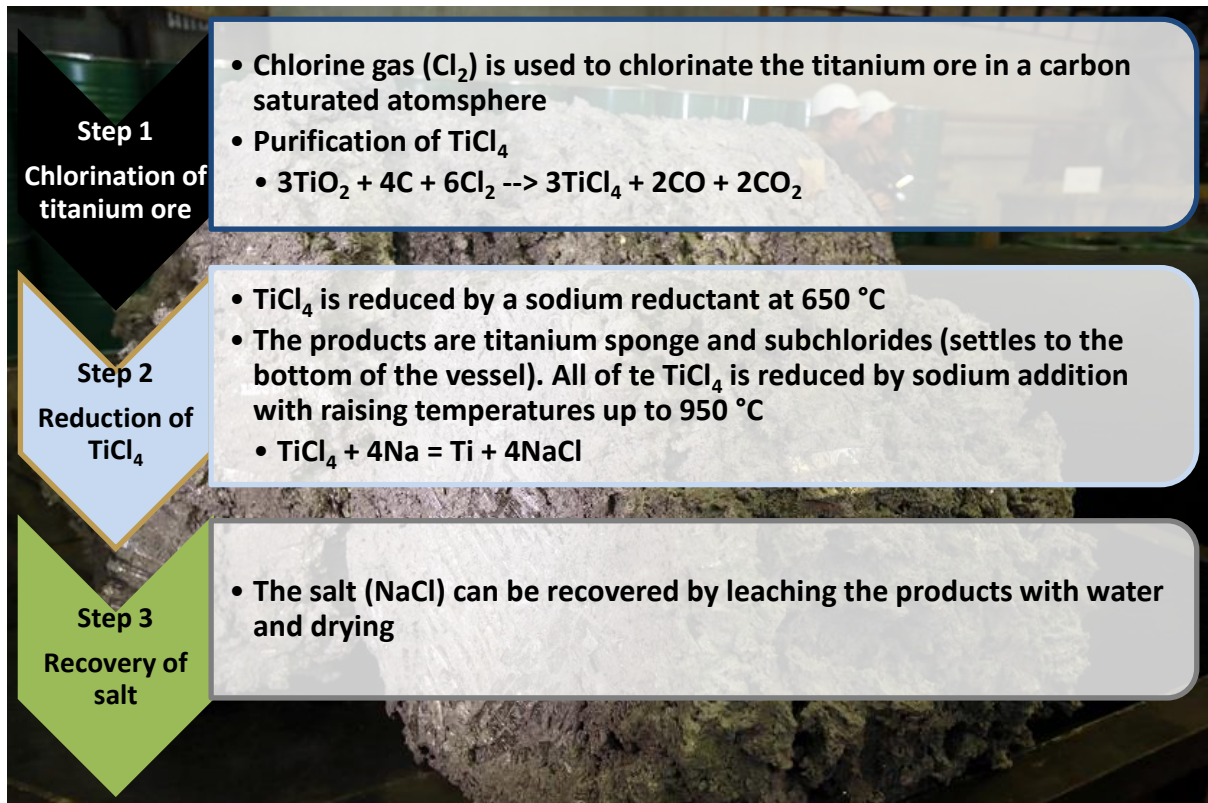 Step 1
Chlorination of
titanium ore
• Chlorine gas (Cl₂) is used to chlorinate the titanium ore in a carbon
saturated atomsphere
• Purification of TiCl₄
• 3TiO₂ + 4C + 6Cl₂ --> 3TiCl₄ + 2CO + 2CO₂
Step 2
Reduction of
TiCl₄
• TiCl₄ is reduced by a sodium reductant at 650 °C
• The products are titanium sponge and subchlorides (settles to the
bottom of the vessel). All of te TiCl₄ is reduced by sodium addition
with raising temperatures up to 950 °C
• TiCl₄ + 4Na = Ti + 4NaCl
Step 3
Recovery of
salt
• The salt (NaCl) can be recovered by leaching the products with water
and drying